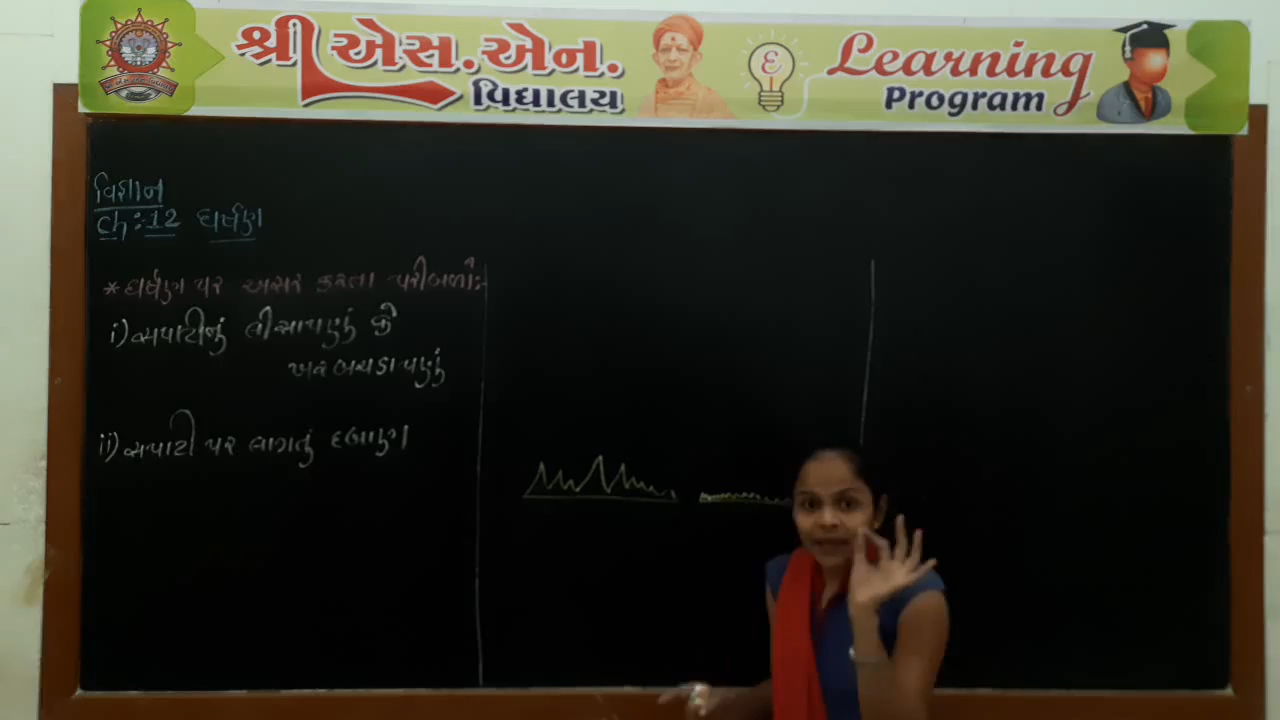 શ્રી એસ.એન.
વિદ્યાલય
Learning
Program
વિજ્ઞાન
Ch:-12 ઘર્ષણ
* ઘર્ષણ પર અસર કરતા પરીબળો:-
i) સપાટીનું લીસાપણું કે
ખરબચડાપણું
ii) સપાટી પર લાગતું દબાણ